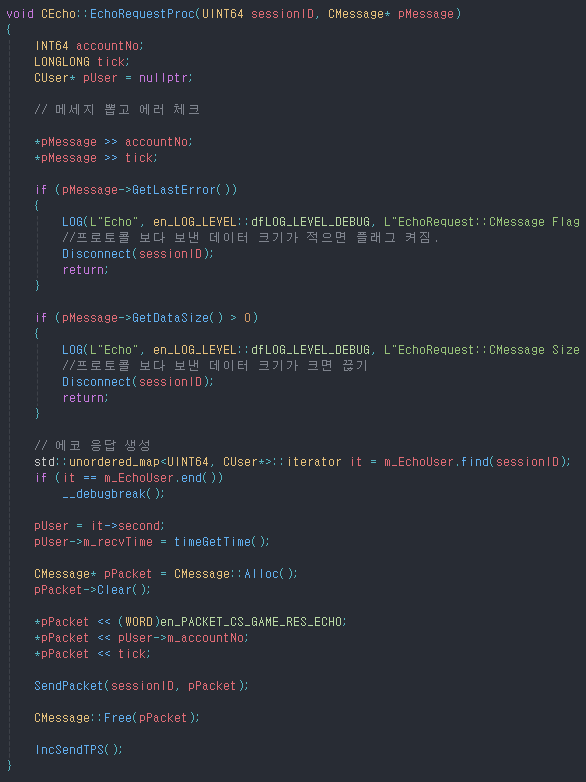 void CEcho::EchoRequestProc(UINT64 sessionID, CMessage* pMessage)
{
    INT64 accountNo;
    LONGLONG tick;
    CUser* pUser = nullptr;

    // 메세지 뽑고 에러 체크

    *pMessage >> accountNo;
    *pMessage >> tick;

    if (pMessage->GetLastError())
    {
        LOG(L"Echo", en_LOG_LEVEL::dfLOG_LEVEL_DEBUG, L"EchoRequest::CMessage Flag
        //프로토콜 보다 보낸 데이터 크기가 적으면 플래그 켜짐.
        Disconnect(sessionID);
        return;
    }

    if (pMessage->GetDataSize() > 0)
    {
        LOG(L"Echo", en_LOG_LEVEL::dfLOG_LEVEL_DEBUG, L"EchoRequest::CMessage Size
        //프로토콜 보다 보낸 데이터 크기가 크면 끊기
        Disconnect(sessionID);
        return;
    }

    // 에코 응답 생성
    std::unordered_map<UINT64, CUser*>::iterator it = m_EchoUser.find(sessionID);
    if (it == m_EchoUser.end())
        __debugbreak();

    pUser = it->second;
    pUser->m_recvTime = timeGetTime();

    CMessage* pPacket = CMessage::Alloc();
    pPacket->Clear();

    *pPacket << (WORD)en_PACKET_CS_GAME_RES_ECHO;
    *pPacket << pUser->m_accountNo;
    *pPacket << tick;

    SendPacket(sessionID, pPacket);

    CMessage::Free(pPacket);

    IncSendTPS();
}